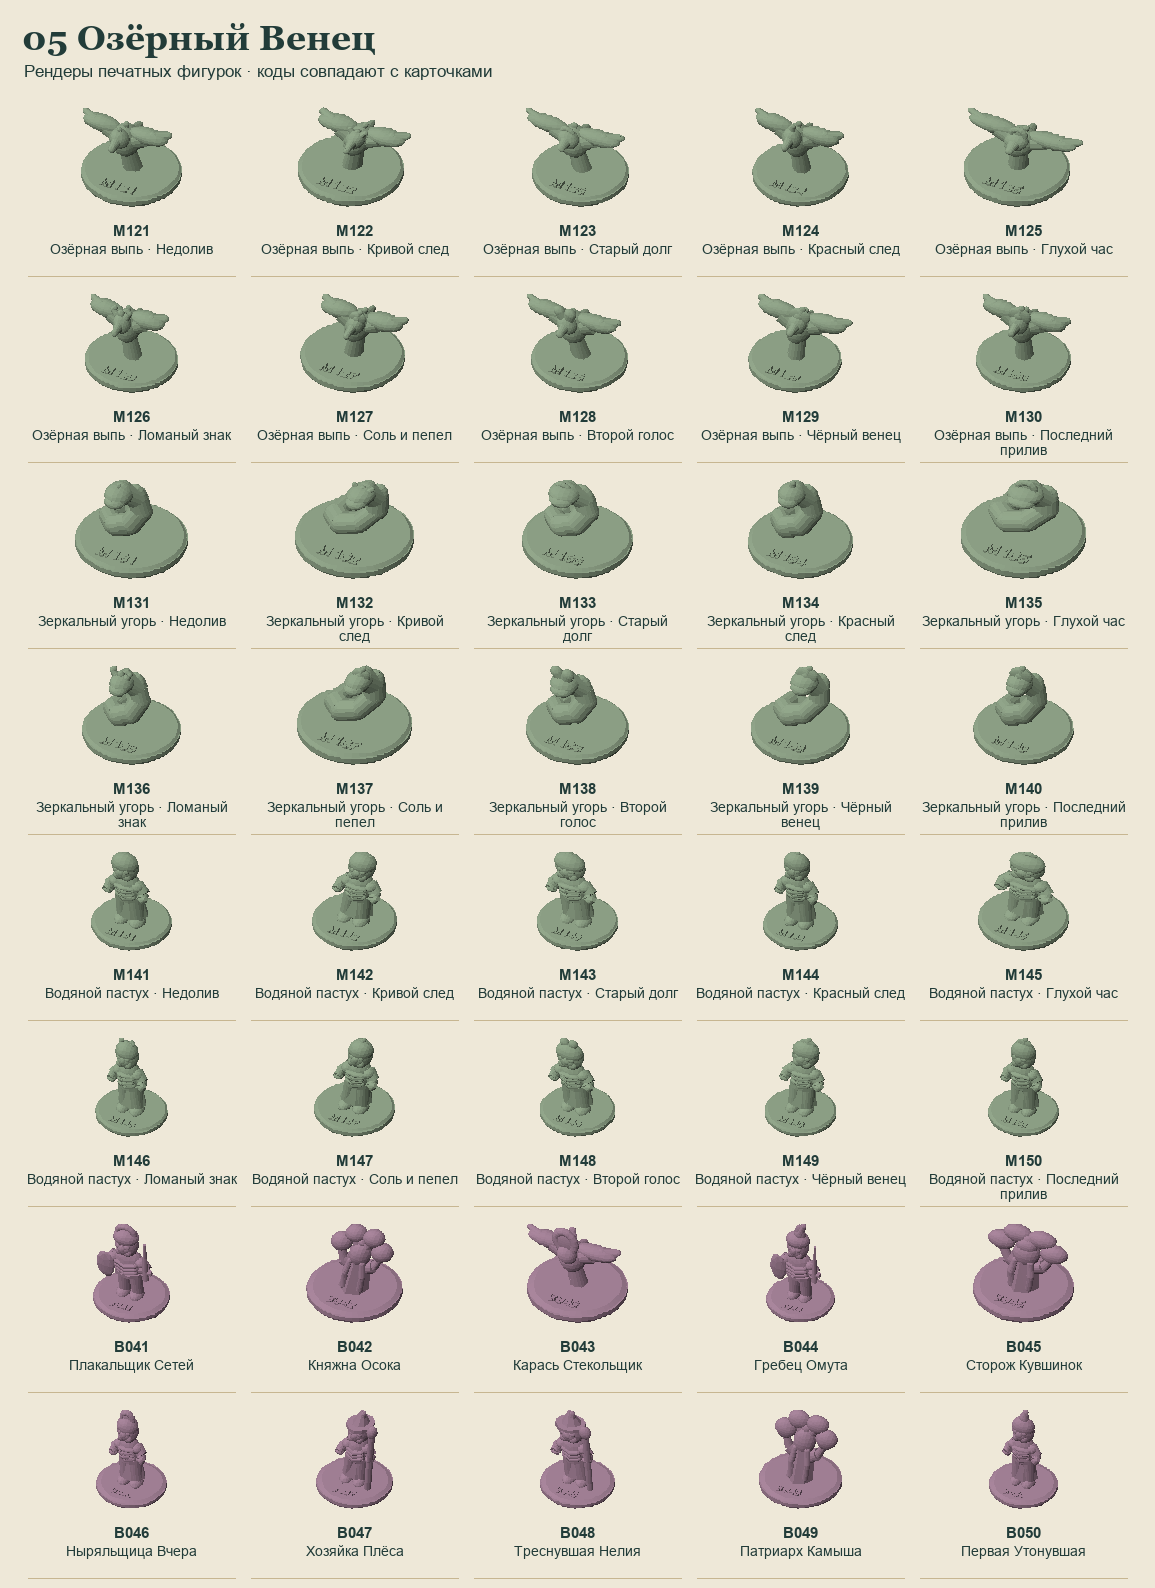 05 Озёрный Венец
Рендеры печатных фигурок · коды совпадают с карточками
M121
Озёрная выпь · Недолив
M122
Озёрная выпь · Кривой след
M123
Озёрная выпь · Старый долг
M124
Озёрная выпь · Красный след
M125
Озёрная выпь · Глухой час
M126
Озёрная выпь · Ломаный знак
M127
Озёрная выпь · Соль и пепел
M128
Озёрная выпь · Второй голос
M129
Озёрная выпь · Чёрный венец
M130
Озёрная выпь · Последний
прилив
M131
Зеркальный угорь · Недолив
M132
Зеркальный угорь · Кривой
след
M133
Зеркальный угорь · Старый
долг
M134
Зеркальный угорь · Красный
след
M135
Зеркальный угорь · Глухой час
M136
Зеркальный угорь · Ломаный
знак
M137
Зеркальный угорь · Соль и
пепел
M138
Зеркальный угорь · Второй
голос
M139
Зеркальный угорь · Чёрный
венец
M140
Зеркальный угорь · Последний
прилив
M141
Водяной пастух · Недолив
M142
Водяной пастух · Кривой след
M143
Водяной пастух · Старый долг
M144
Водяной пастух · Красный след
M145
Водяной пастух · Глухой час
M146
Водяной пастух · Ломаный знак
M147
Водяной пастух · Соль и пепел
M148
Водяной пастух · Второй голос
M149
Водяной пастух · Чёрный венец
M150
Водяной пастух · Последний
прилив
B041
Плакальщик Сетей
B042
Княжна Осока
B043
Карась Стекольщик
B044
Гребец Омута
B045
Сторож Кувшинок
B046
Ныряльщица Вчера
B047
Хозяйка Плёса
B048
Треснувшая Нелия
B049
Патриарх Камыша
B050
Первая Утонувшая